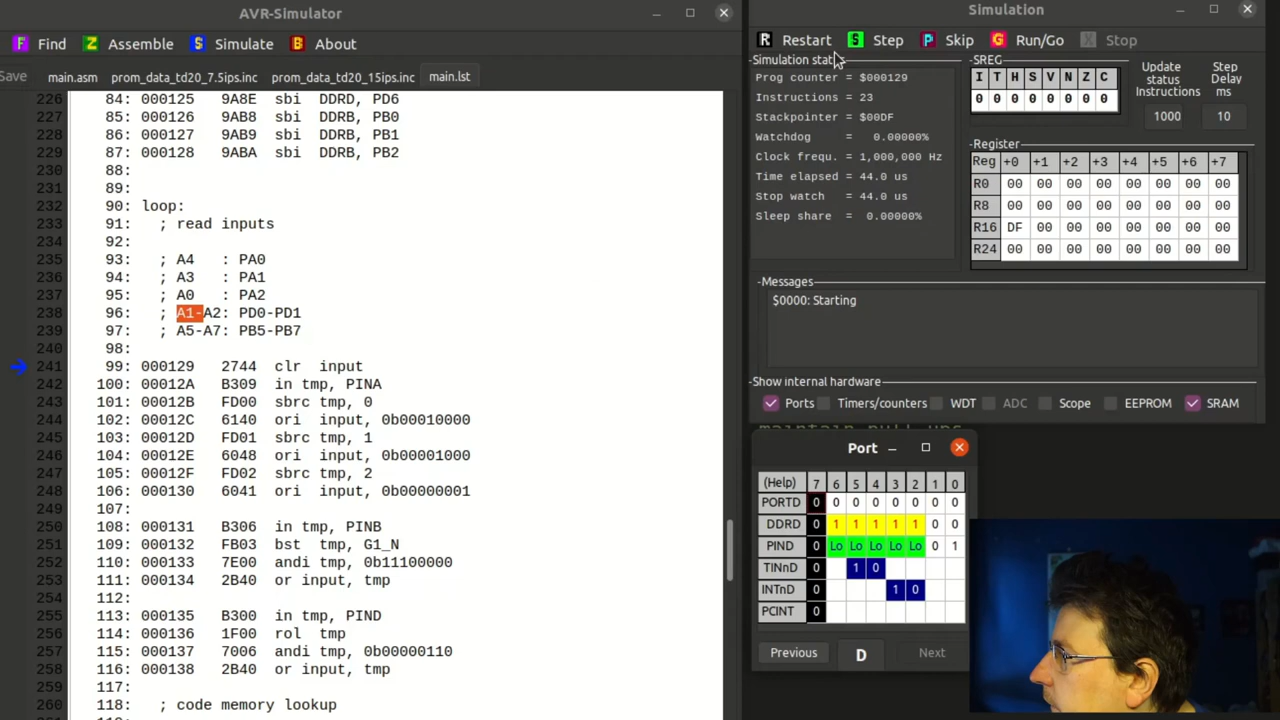 AVR-Simulator
Find Assemble Simulate About
Save main.asm prom_data_td20_7.5ips.inc prom_data_td20_15ips.inc main.lst
226 84: 000125 9A8E sbi DDRD, PD6
227 85: 000126 9AB8 sbi DDRB, PB0
228 86: 000127 9AB9 sbi DDRB, PB1
229 87: 000128 9ABA sbi DDRB, PB2
230 88:
231 89:
232 90: loop:
233 91: ; read inputs
234 92:
235 93: ; A4 : PA0
236 94: ; A3 : PA1
237 95: ; A0 : PA2
238 96: ; A1-A2: PD0-PD1
239 97: ; A5-A7: PB5-PB7
240 98:
241 99: 000129 2744 clr input
242 100: 00012A B309 in tmp, PINA
243 101: 00012B FD00 sbrc tmp, 0
244 102: 00012C 6140 ori input, 0b00010000
245 103: 00012D FD01 sbrc tmp, 1
246 104: 00012E 6048 ori input, 0b00001000
247 105: 00012F FD02 sbrc tmp, 2
248 106: 000130 6041 ori input, 0b00000001
249 107:
250 108: 000131 B306 in tmp, PINB
251 109: 000132 FB03 bst tmp, G1_N
252 110: 000133 7E00 andi tmp, 0b11100000
253 111: 000134 2B40 or input, tmp
254 112:
255 113: 000135 B300 in tmp, PIND
256 114: 000136 1F00 rol tmp
257 115: 000137 7006 andi tmp, 0b00000110
258 116: 000138 2B40 or input, tmp
259 117:
260 118: ; code memory lookup
Simulation
R Restart S Step P Skip G Run/Go X Stop
Simulation status
Prog counter = $000129
Instructions = 23
Stackpointer = $00DF
Watchdog = 0.00000%
Clock frequ. = 1,000,000 Hz
Time elapsed = 44.0 us
Stop watch = 44.0 us
Sleep share = 0.00000%
SREG
I T H S V N Z C
0 0 0 0 0 0 0 0
Update status Instructions
1000
Step Delay ms
10
Register
Reg +0 +1 +2 +3 +4 +5 +6 +7
R0 00 00 00 00 00 00 00 00
R8 00 00 00 00 00 00 00 00
R16 DF 00 00 00 00 00 00 00
R24 00 00 00 00 00 00 00 00
Messages
$0000: Starting
Show internal hardware
Ports Timers/counters WDT ADC Scope EEPROM SRAM
Port
(Help) 7 6 5 4 3 2 1 0
PORTD 0 0 0 0 0 0 0 0
DDRD 0 1 1 1 1 1 0 0
PIND 0 Lo Lo Lo Lo Lo 0 1
TINnD 0 1 0
INTnD 0 1 0
PCINT 0
Previous D Next